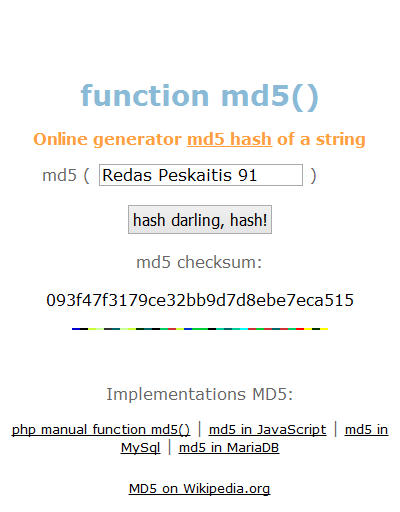 function md5()
Online generator md5 hash of a string
md5 ( Redas Peskaitis 91 )
hash darling, hash!
md5 checksum:
093f47f3179ce32bb9d7d8ebe7eca515
Implementations MD5:
php manual function md5() | md5 in JavaScript | md5 in
MySql | md5 in MariaDB
MD5 on Wikipedia.org